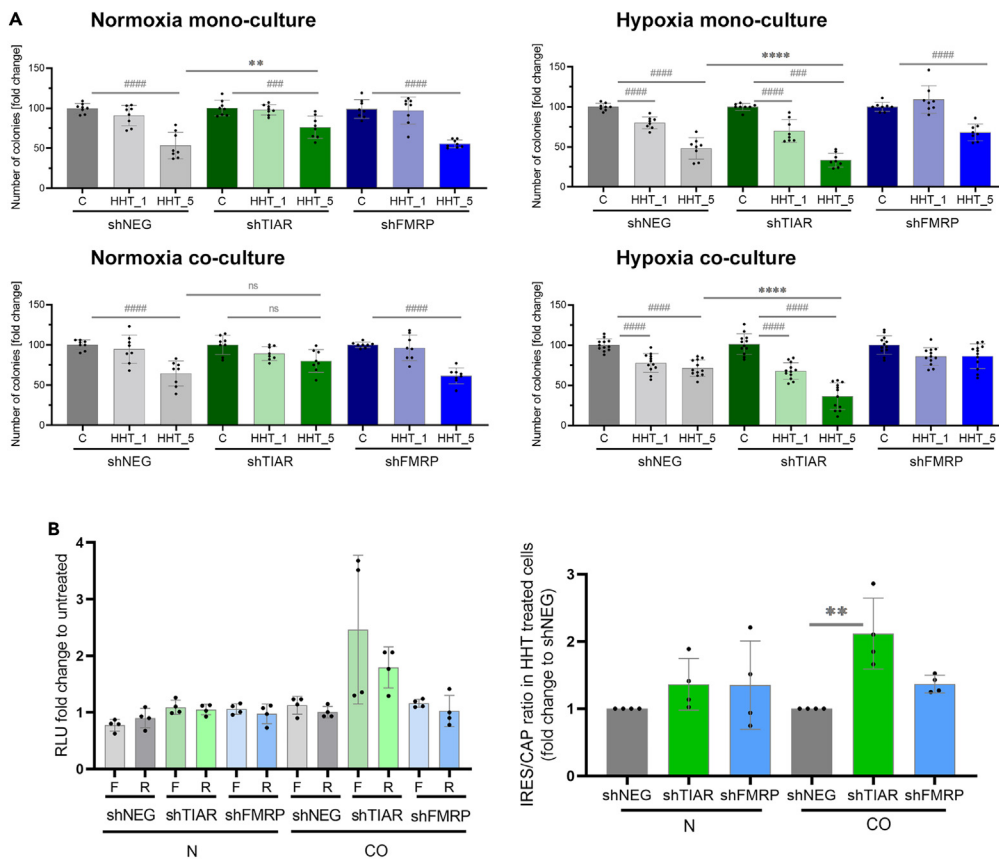 A
Normoxia mono-culture
Number of colonies [fold change]
150
100
50
0
####
**
###
####
C HHT_1 HHT_5 C HHT_1 HHT_5 C HHT_1 HHT_5
shNEG shTIAR shFMRP
Hypoxia mono-culture
Number of colonies [fold change]
150
100
50
0
####
####
****
###
####
####
C HHT_1 HHT_5 C HHT_1 HHT_5 C HHT_1 HHT_5
shNEG shTIAR shFMRP
Normoxia co-culture
Number of colonies [fold change]
150
100
50
0
####
ns
ns
####
C HHT_1 HHT_5 C HHT_1 HHT_5 C HHT_1 HHT_5
shNEG shTIAR shFMRP
Hypoxia co-culture
Number of colonies [fold change]
150
100
50
0
####
####
****
####
####
C HHT_1 HHT_5 C HHT_1 HHT_5 C HHT_1 HHT_5
shNEG shTIAR shFMRP
B
RLU fold change to untreated
4
3
2
1
0
F R F R F R F R F R F R
shNEG shTIAR shFMRP shNEG shTIAR shFMRP
N CO
IRES/CAP ratio in HHT treated cells
(fold change to shNEG)
3
2
1
0
**
shNEG shTIAR shFMRP shNEG shTIAR shFMRP
N CO